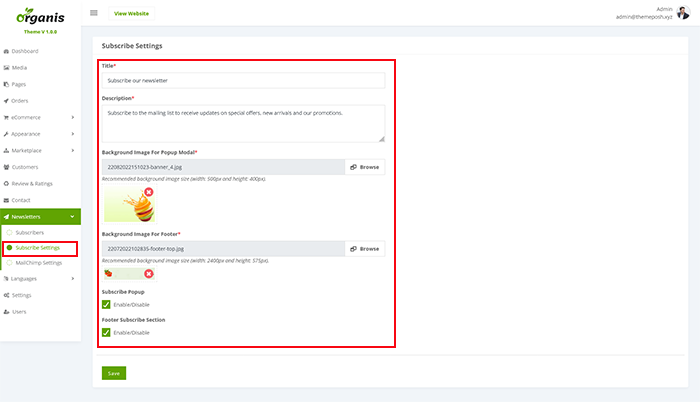 Organis
Theme V 1.0.0
View Website
Admin
admin@themeposh.xyz
Dashboard
Media
Pages
Orders
eCommerce
Appearance
Marketplace
Customers
Review & Ratings
Contact
Newsletters
Subscribers
Subscribe Settings
MailChimp Settings
Languages
Settings
Users
Subscribe Settings
Title*
Subscribe our newsletter
Description*
Subscribe to the mailing list to receive updates on special offers, new arrivals and our promotions.
Background Image For Popup Modal*
22082022151023-banner_4.jpg
Browse
Recommended background image size (width: 500px and height: 400px).
Background Image For Footer*
22072022102835-footer-top.jpg
Browse
Recommended background image size (width: 2400px and height: 575px).
Subscribe Popup
Enable/Disable
Footer Subscribe Section
Enable/Disable
Save